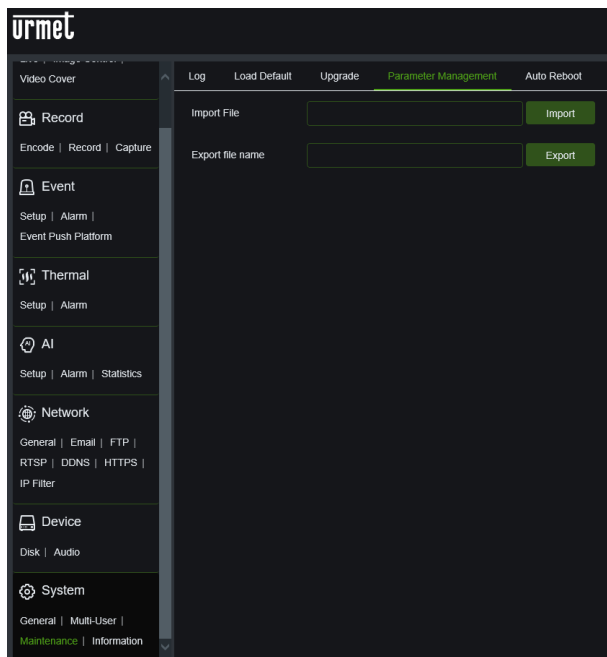 urmet
Video Cover
Log Load Default Upgrade Parameter Management Auto Reboot
Import File Import
Export file name Export
Record
Encode | Record | Capture
Event
Setup | Alarm |
Event Push Platform
Thermal
Setup | Alarm
AI
Setup | Alarm | Statistics
Network
General | Email | FTP |
RTSP | DDNS | HTTPS |
IP Filter
Device
Disk | Audio
System
General | Multi-User |
Maintenance | Information